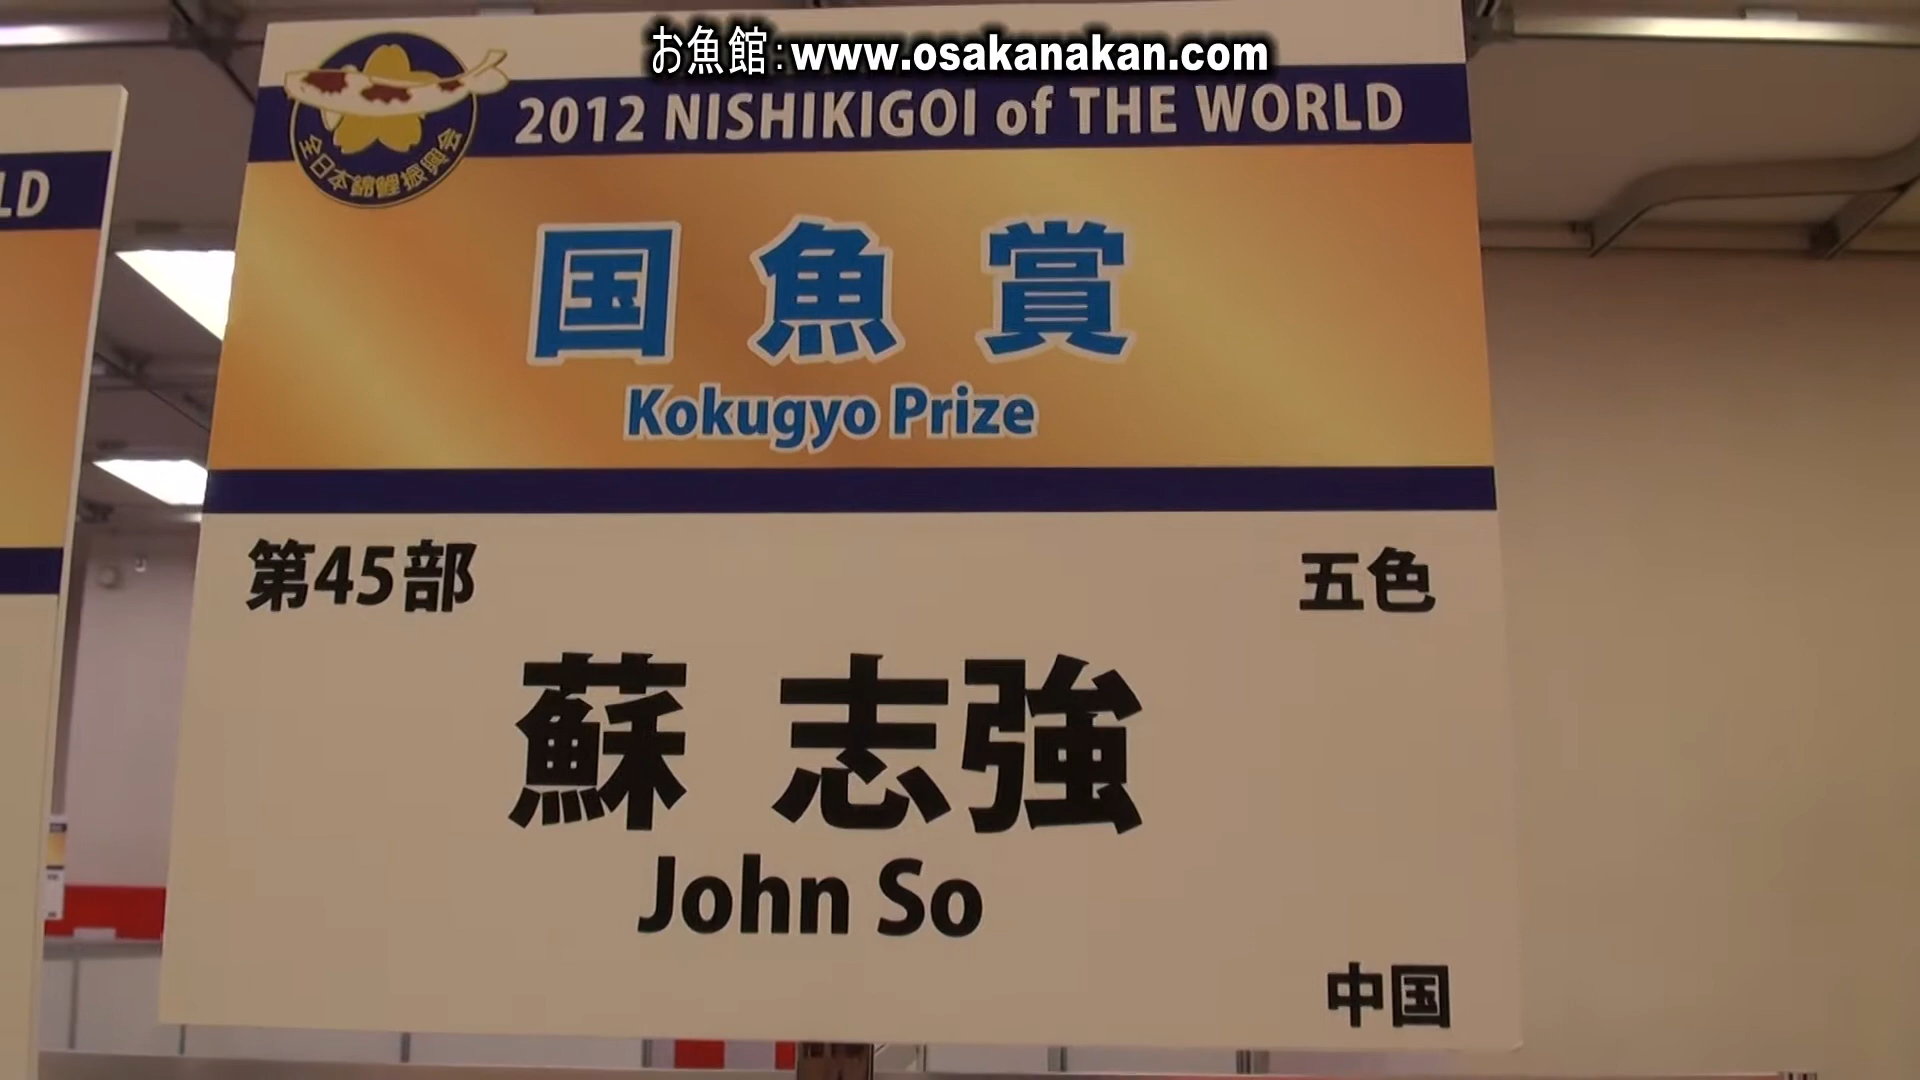 お魚館：www.osakanakan.com
2012 NISHIKIGOI of THE WORLD
全日本錦鯉振興会
LD
国魚賞
Kokugyo Prize
第45部
五色
蘇 志強
John So
中国